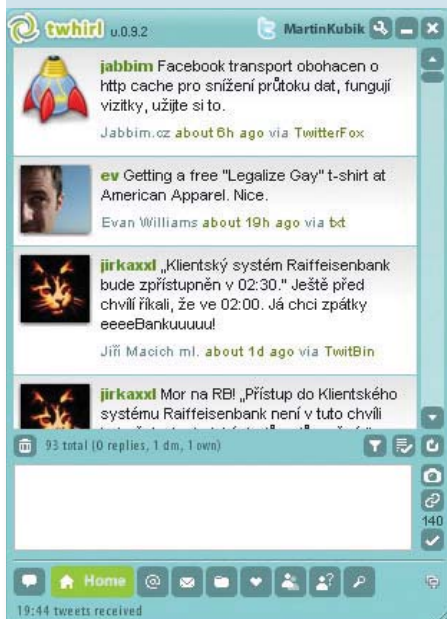 twhirl v.0.9.2 MartinKubik
jabbim Facebook transport obohacen o
http cache pro snížení průtoku dat, fungují
vizitky, užijte si to.
Jabbim.cz about 6h ago via TwitterFox
ev Getting a free "Legalize Gay" t-shirt at
American Apparel. Nice.
Evan Williams about 19h ago via txt
jirkaxxl „Klientský systém Raiffeisenbank
bude zpřístupněn v 02:30." Ještě před
chvílí říkali, že ve 02:00. Já chci zpátky
eeeeBankuuuuu!
Jiří Macich ml. about 1d ago via TwitBin
jirkaxxl Mor na RB! „Přístup do Klientského
systému Raiffeisenbank není v tuto chvíli
93 total (0 replies, 1 dm, 1 own)
140
Home
19:44 tweets received